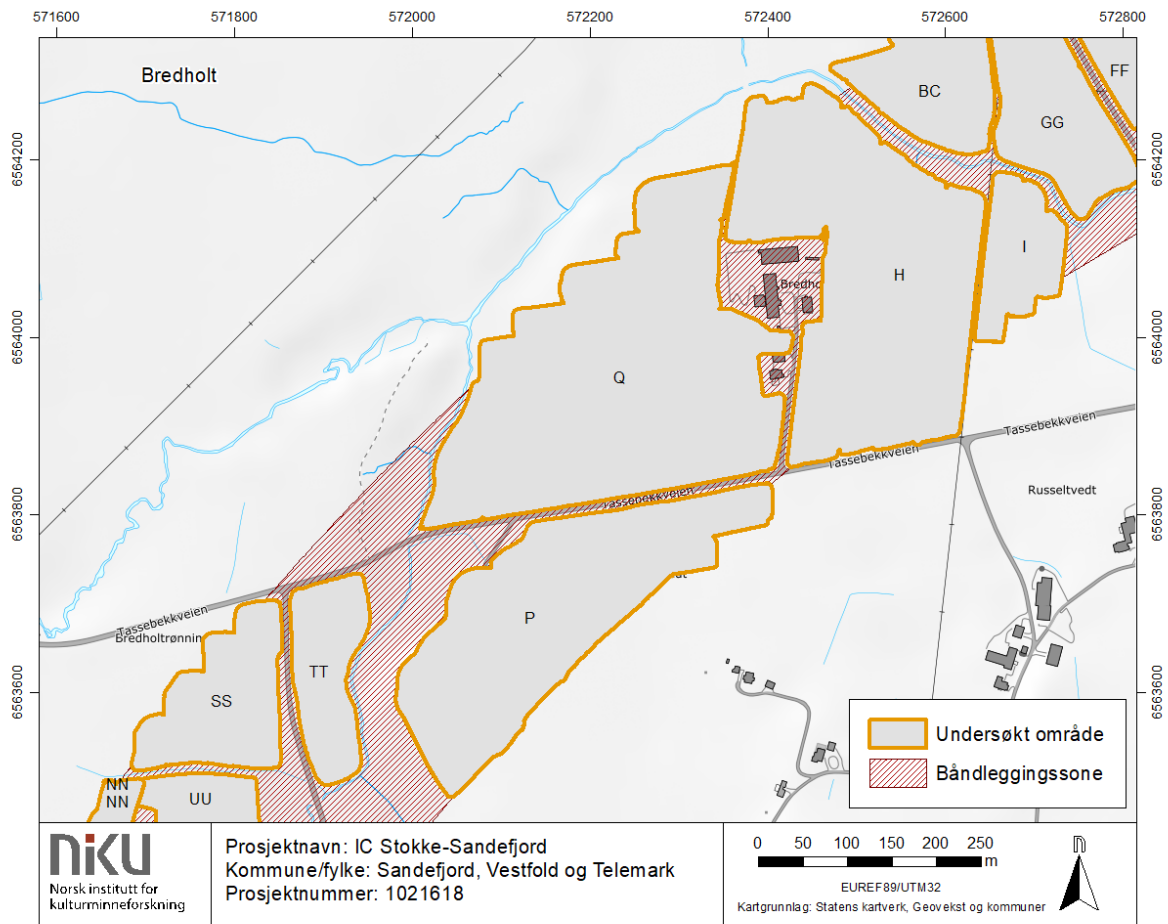 571600 571800 572000 572200 572400 572600 572800
Bredholt
BC
FF
GG
6564200 6564200
I
H
Bredho
6564000 6564000
Q
Tassebekkveien
Tassebekkveien
Russeltvedt
Tassebekkveien
6563800 6563800
Tassebekkveien
Bredholtrønnin
P
TT
SS
6563600 6563600
NN
NN
UU
Undersøkt område
Båndleggingssone
niku
Norsk institutt for
kulturminneforskning
Prosjektnavn: IC Stokke-Sandefjord
Kommune/fylke: Sandefjord, Vestfold og Telemark
Prosjektnummer: 1021618
0 50 100 150 200 250
m
EUREF89/UTM32
Kartgrunnlag: Statens kartverk, Geovekst og kommuner
n